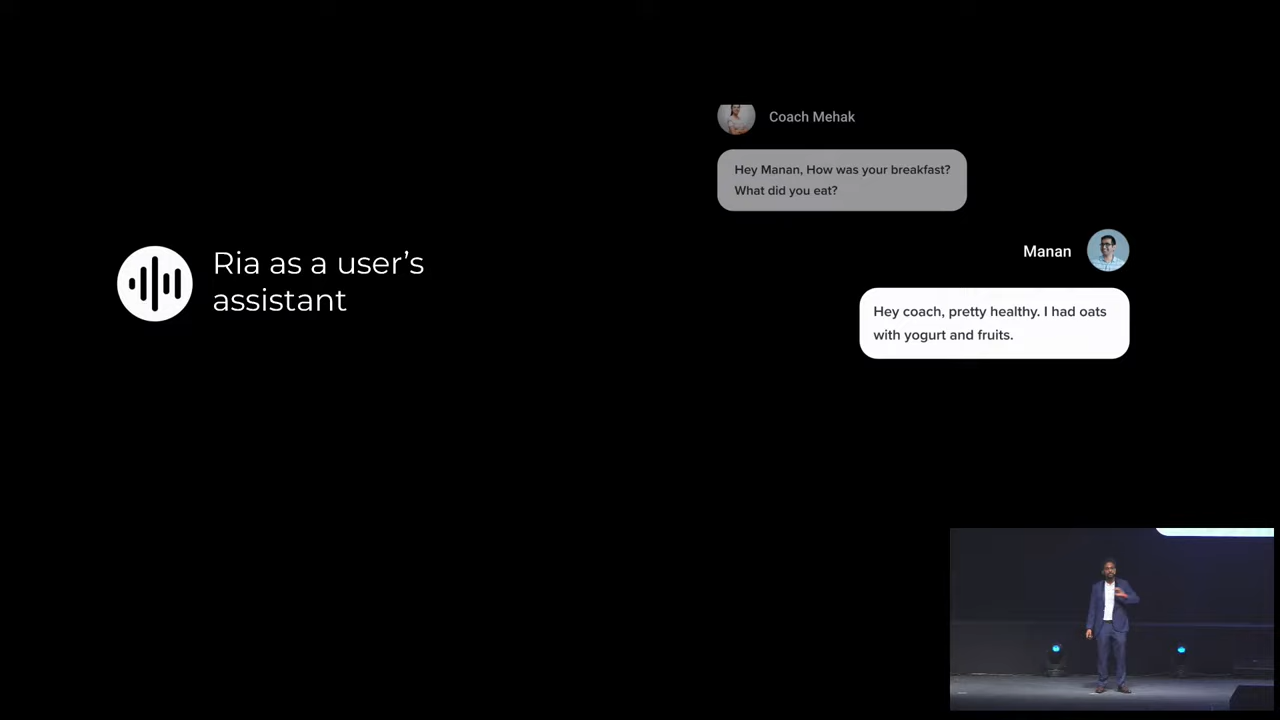 Ria as a user’s
assistant
Coach Mehak
Hey Manan, How was your breakfast?
What did you eat?
Manan
Hey coach, pretty healthy. I had oats
with yogurt and fruits.